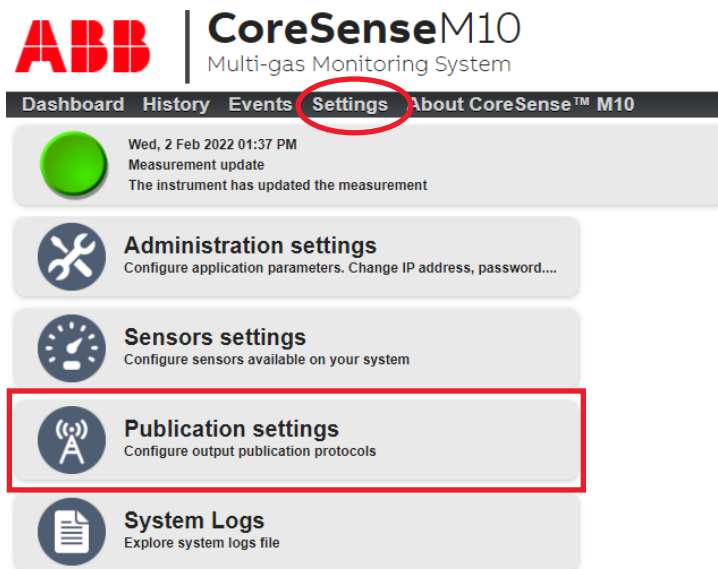 ABB
CoreSenseM10
Multi-gas Monitoring System
Dashboard History Events Settings About CoreSense™ M10
Wed, 2 Feb 2022 01:37 PM
Measurement update
The instrument has updated the measurement
Administration settings
Configure application parameters. Change IP address, password....
Sensors settings
Configure sensors available on your system
Publication settings
Configure output publication protocols
System Logs
Explore system logs file